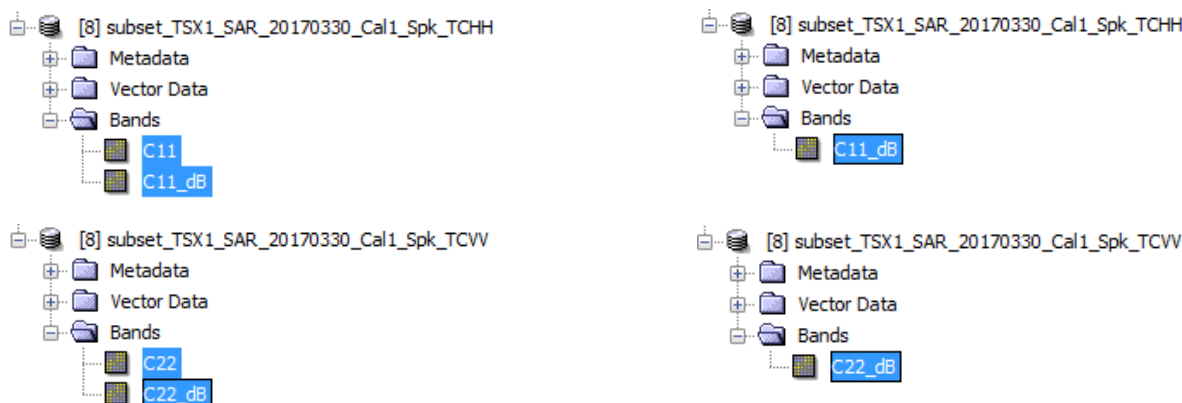 [8] subset_TSX1_SAR_20170330_Cal1_Spk_TCHH
Metadata
Vector Data
Bands
C11
C11_dB
[8] subset_TSX1_SAR_20170330_Cal1_Spk_TCHH
Metadata
Vector Data
Bands
C11_dB
[8] subset_TSX1_SAR_20170330_Cal1_Spk_TCVV
Metadata
Vector Data
Bands
C22
C22_dB
[8] subset_TSX1_SAR_20170330_Cal1_Spk_TCVV
Metadata
Vector Data
Bands
C22_dB